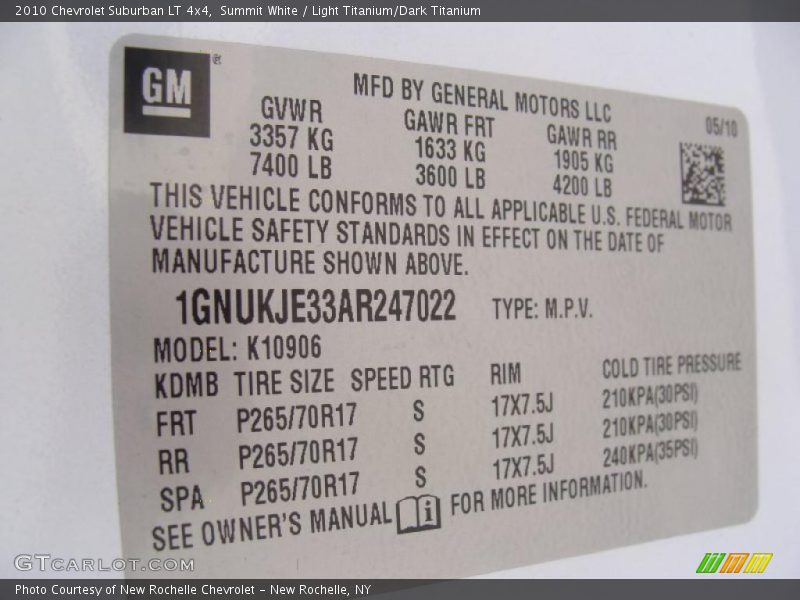 2010 Chevrolet Suburban LT 4x4, Summit White / Light Titanium/Dark Titanium
GM®
MFD BY GENERAL MOTORS LLC
05/10
GVWR GAWR FRT GAWR RR
3357 KG 1633 KG 1905 KG
7400 LB 3600 LB 4200 LB
THIS VEHICLE CONFORMS TO ALL APPLICABLE U.S. FEDERAL MOTOR
VEHICLE SAFETY STANDARDS IN EFFECT ON THE DATE OF
MANUFACTURE SHOWN ABOVE.
1GNUKJE33AR247022 TYPE: M.P.V.
MODEL: K10906
KDMB TIRE SIZE SPEED RTG RIM COLD TIRE PRESSURE
FRT P265/70R17 S 17X7.5J 210KPA(30PSI)
RR P265/70R17 S 17X7.5J 210KPA(30PSI)
SPA P265/70R17 S 17X7.5J 240KPA(35PSI)
SEE OWNER'S MANUAL i FOR MORE INFORMATION.
GTCARLOT.COM
Photo Courtesy of New Rochelle Chevrolet - New Rochelle, NY